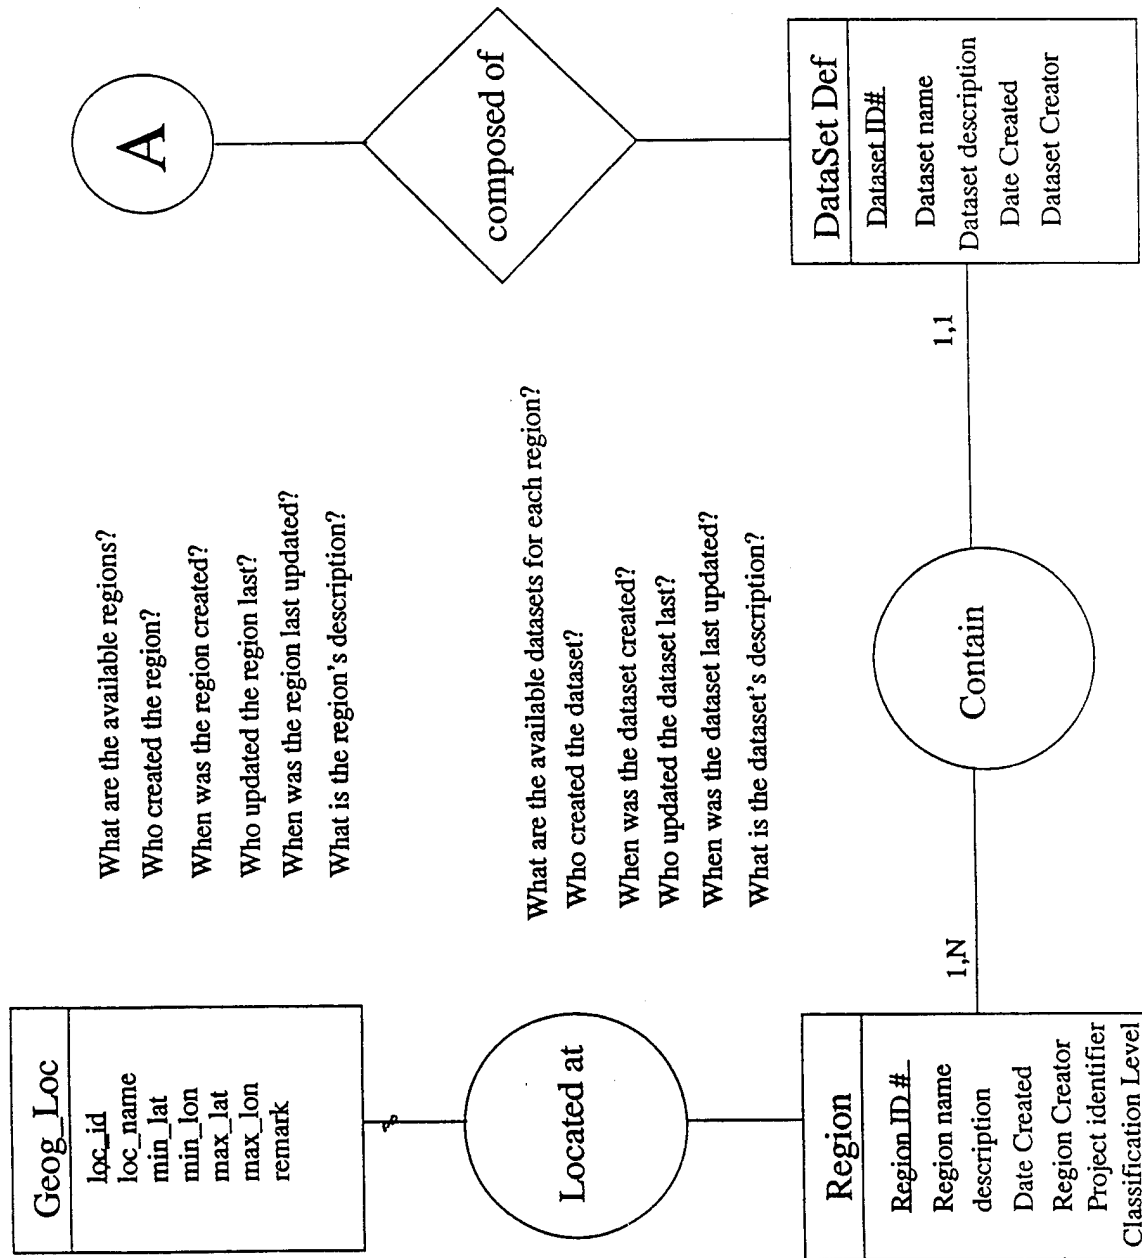 Geog_Loc
loc_id
loc_name
min_lat
min_lon
max_lat
max_lon
remark
What are the available regions?
Who created the region?
When was the region created?
Who updated the region last?
When was the region last updated?
What is the region's description?
A
composed of
Located at
What are the available datasets for each region?
Who created the dataset?
When was the dataset created?
Who updated the dataset last?
When was the dataset last updated?
What is the dataset's description?
Region
Region ID #
Region name
description
Date Created
Region Creator
Project identifier
Classification Level
1,N
Contain
1,1
DataSet Def
Dataset ID#
Dataset name
Dataset description
Date Created
Dataset Creator